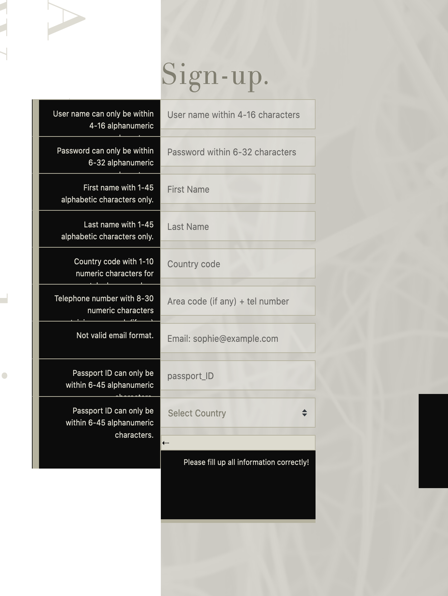 A
Sign-up.
User name can only be within
4-16 alphanumeric
User name within 4-16 characters
Password can only be within
6-32 alphanumeric
Password within 6-32 characters
First name with 1-45
alphabetic characters only.
First Name
Last name with 1-45
alphabetic characters only.
Last Name
Country code with 1-10
numeric characters for
Country code
Telephone number with 8-30
numeric characters
Area code (if any) + tel number
Not valid email format.
Email: sophie@example.com
Passport ID can only be
within 6-45 alphanumeric
passport_ID
Passport ID can only be
within 6-45 alphanumeric
characters.
Select Country
←
Please fill up all information correctly!